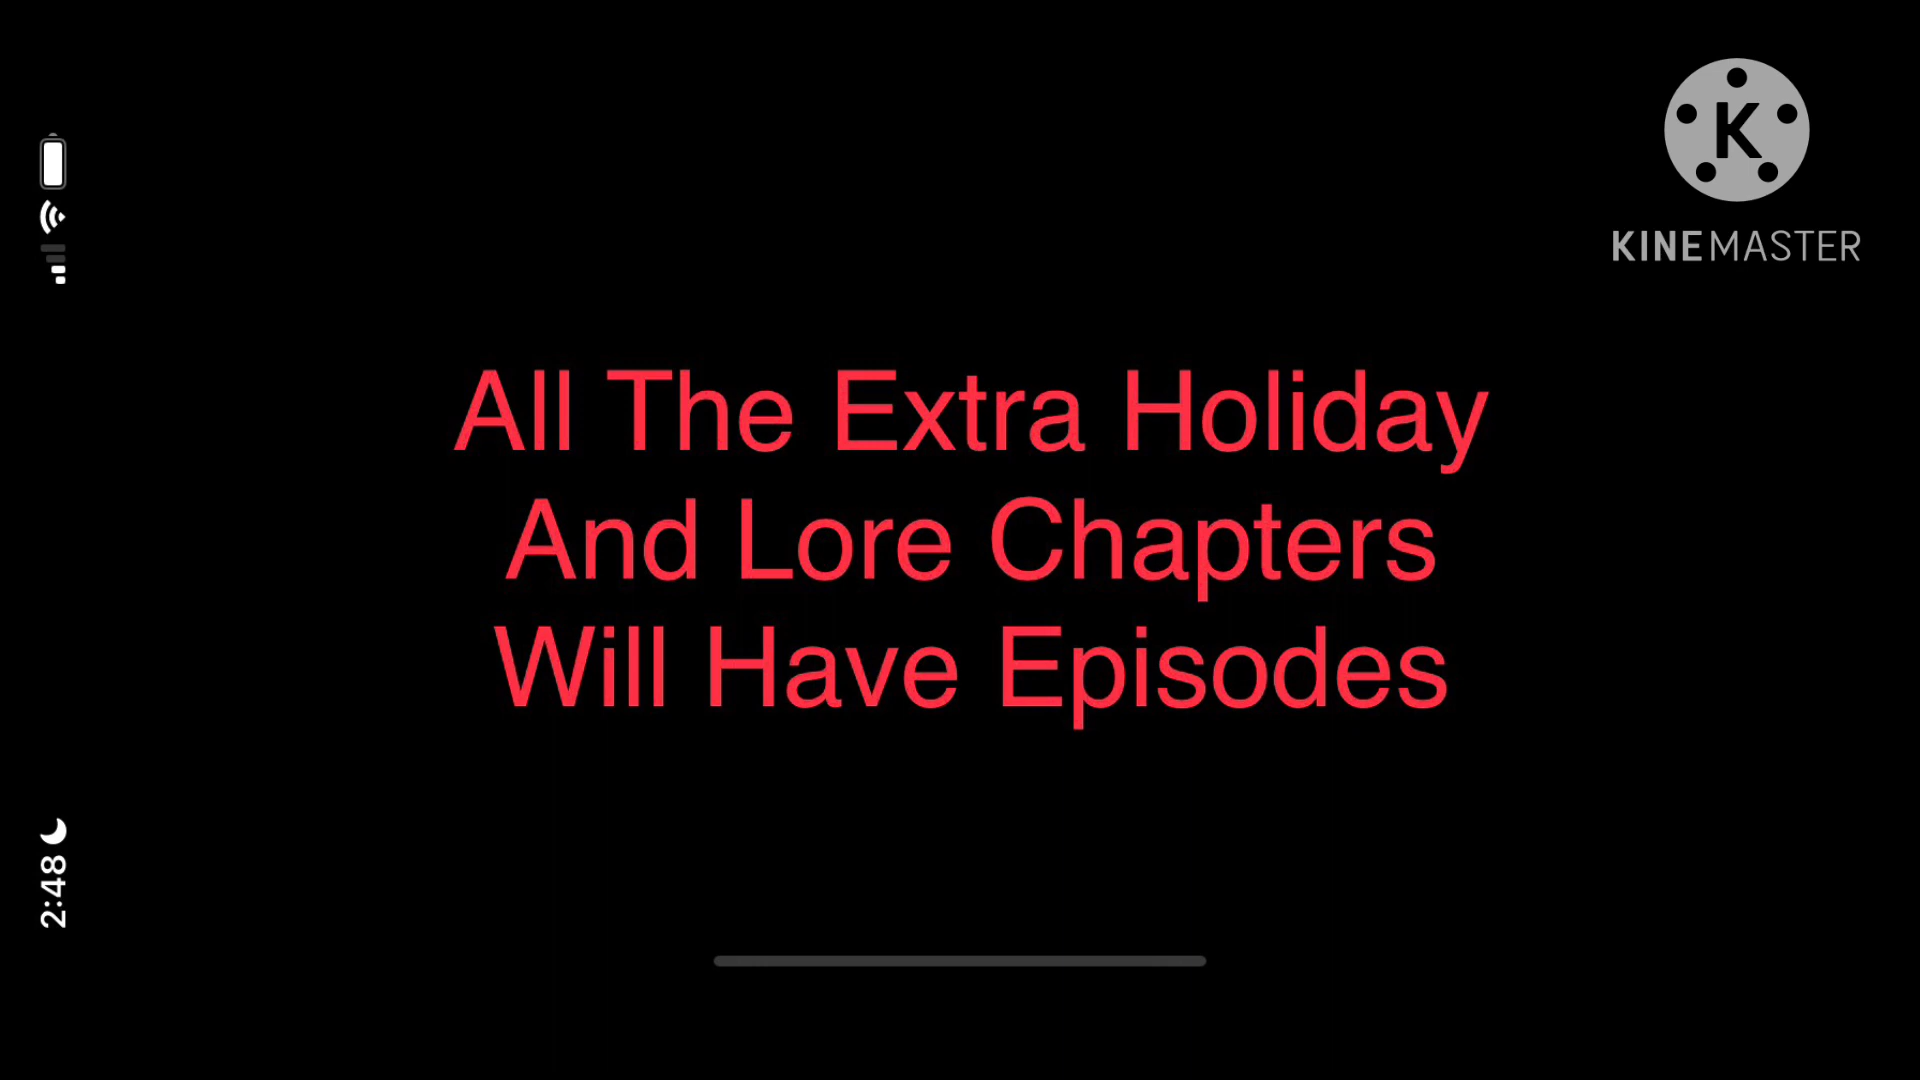 K
KINEMASTER
All The Extra Holiday
And Lore Chapters
Will Have Episodes
2:48